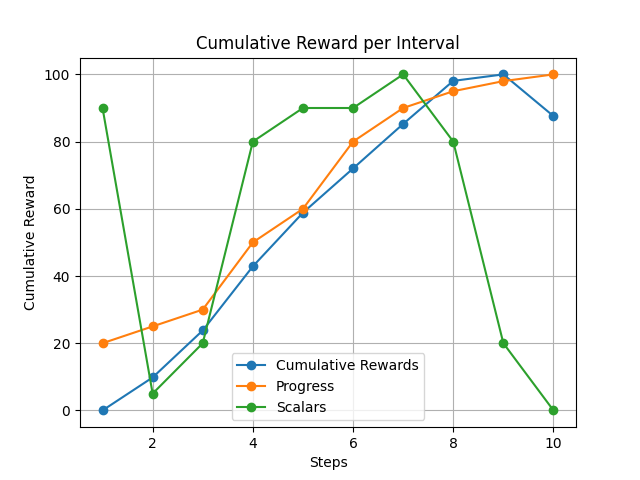 Cumulative Reward per Interval
Cumulative Reward
100
80
60
40
20
0
Cumulative Rewards
Progress
Scalars
2
4
6
8
10
Steps